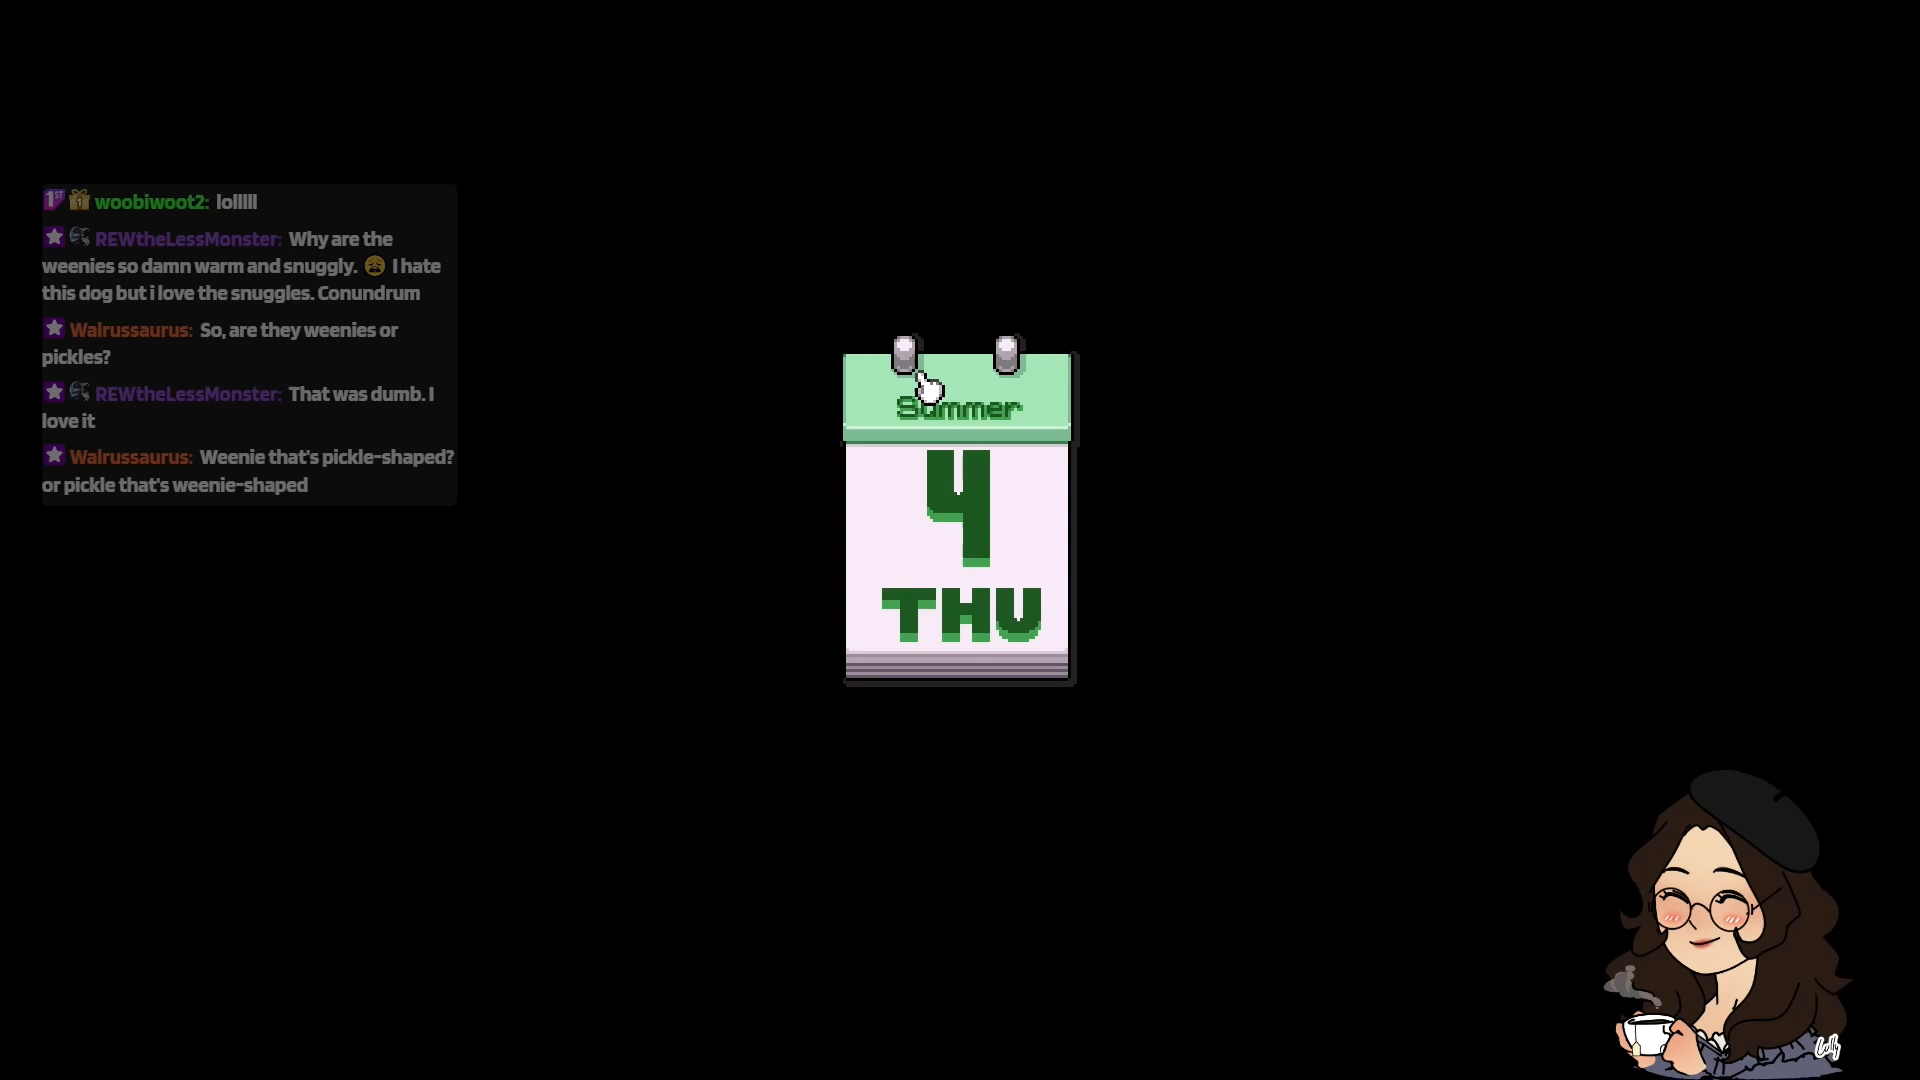 woobiwoot2: lolllll
REWtheLessMonster: Why are the
weenies so damn warm and snuggly. 😩 I hate
this dog but i love the snuggles. Conundrum
Walrussaurus: So, are they weenies or
pickles?
REWtheLessMonster: That was dumb. I
love it
Walrussaurus: Weenie that's pickle-shaped?
or pickle that's weenie-shaped
Summer
4
THU